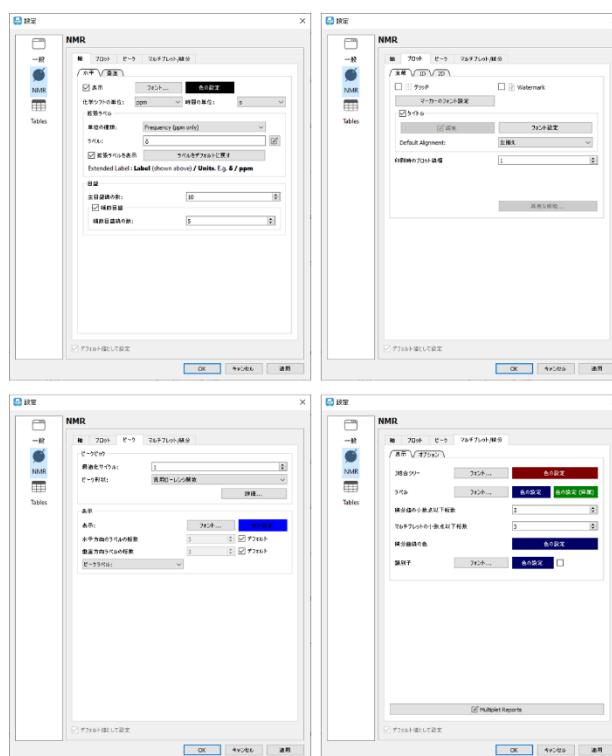 設定
NMR
一般
NMR
Tables
軸 プロット ピーク マルチプレット/積分
水平 垂直
表示 フォント... 色の設定
化学シフトの単位: ppm 時間の単位: s
拡張ラベル
単位の種類: Frequency (ppm only)
ラベル: δ
拡張ラベルを表示 ラベルをデフォルトに戻す
Extended Label : Label (shown above) / Units. E.g. δ / ppm
目盛
主目盛線の数: 10
補助目盛
補助目盛線の数: 5
デフォルト値として設定
OK キャンセル 適用
設定
NMR
一般
NMR
Tables
軸 プロット ピーク マルチプレット/積分
全般 1D 2D
グリッド Watermark
マーカーのフォント設定
タイトル
編集 フォント設定
Default Alignment: 左揃え
印刷時のプロット線幅 1
デフォルト値として設定
OK キャンセル 適用
設定
NMR
一般
NMR
Tables
軸 プロット ピーク マルチプレット/積分
ピークピック
最適化サイクル: 1
ピーク形状:
詳細...
表示
表示: フォント... 色の設定
水平方向のラベルの桁数 3 デフォルト
垂直方向ラベルの桁数 3 デフォルト
ピークラベル:
デフォルト値として設定
OK キャンセル 適用
設定
NMR
一般
NMR
Tables
軸 プロット ピーク マルチプレット/積分
表示 オプション
J結合ツリー フォント... 色の設定
ラベル フォント... 色の設定
積分値の小数点以下桁数 3
マルチプレットの小数点以下桁数 3
積分曲線の色 色の設定
識別子 フォント... 色の設定
Multiplet Reports
デフォルト値として設定
OK キャンセル 適用